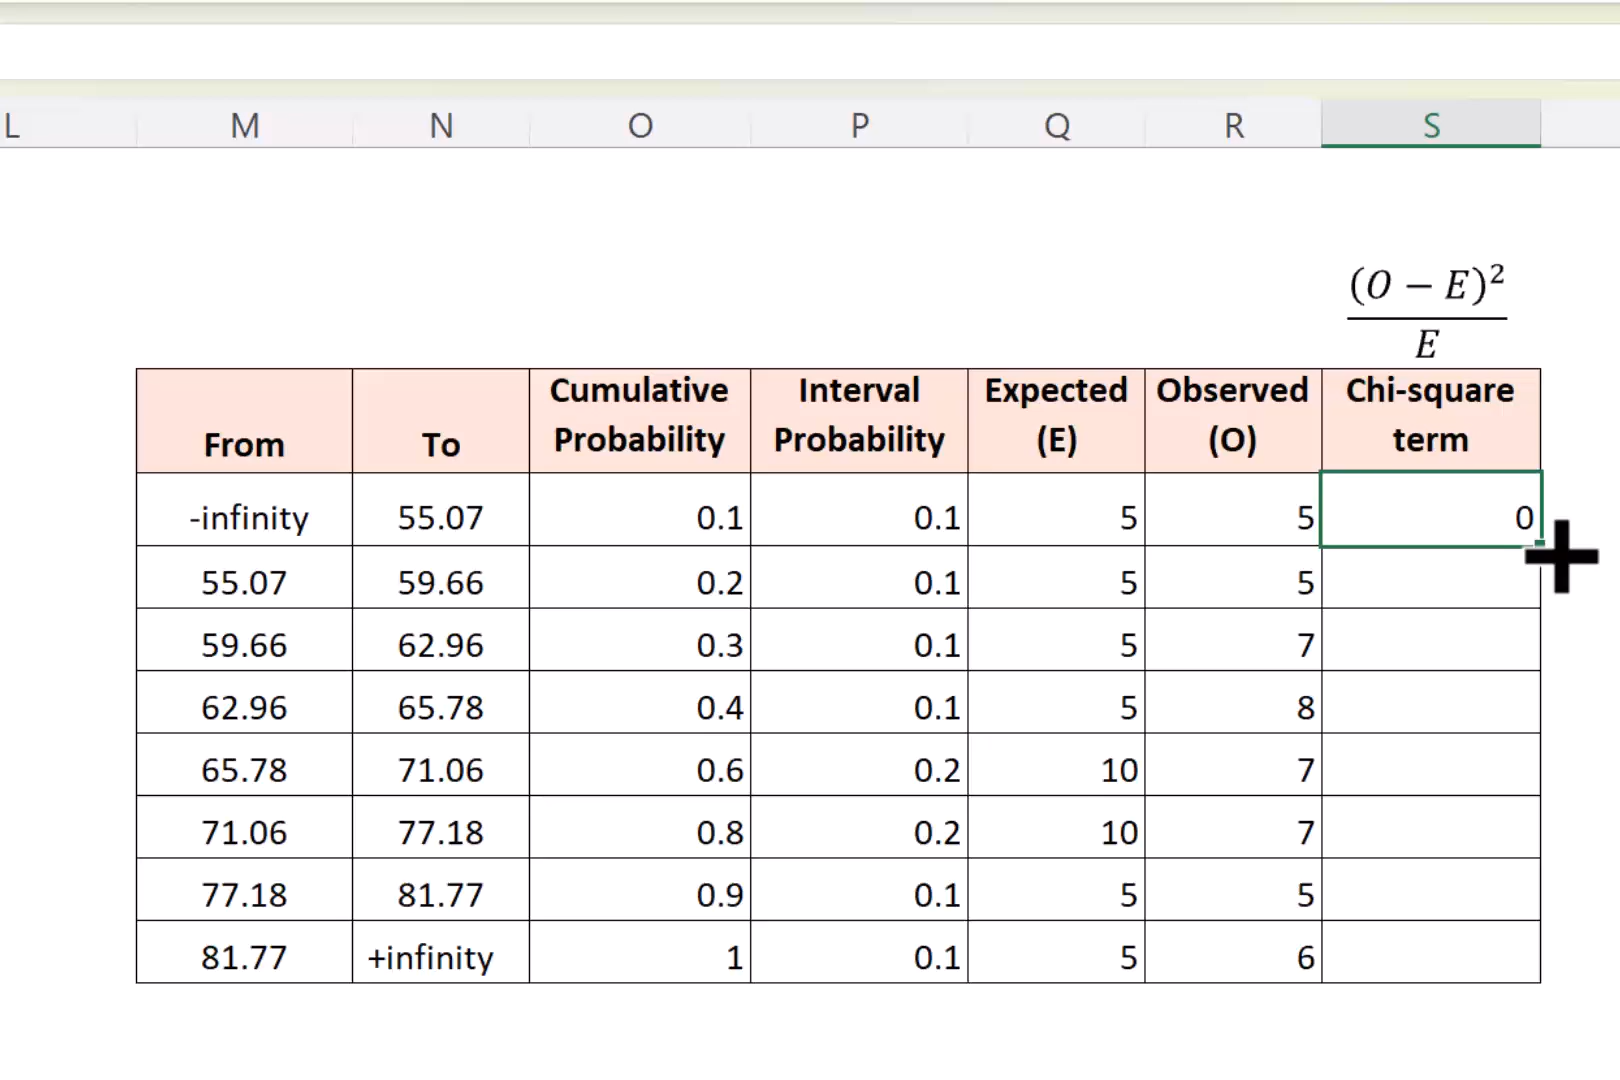 L M N O P Q R S
(O − E)²
E
From To Cumulative Probability Interval Probability Expected (E) Observed (O) Chi-square term
-infinity 55.07 0.1 0.1 5 5 0
55.07 59.66 0.2 0.1 5 5
59.66 62.96 0.3 0.1 5 7
62.96 65.78 0.4 0.1 5 8
65.78 71.06 0.6 0.2 10 7
71.06 77.18 0.8 0.2 10 7
77.18 81.77 0.9 0.1 5 5
81.77 +infinity 1 0.1 5 6